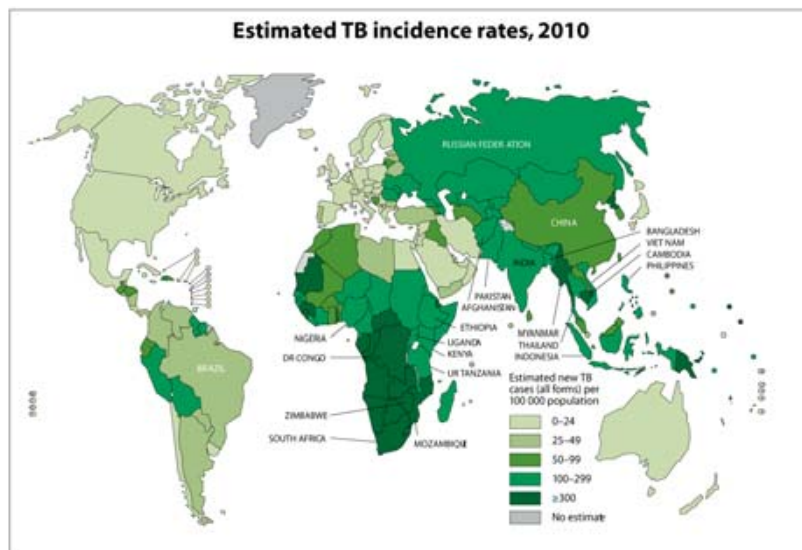 Estimated TB incidence rates, 2010
RUSSIAN FEDERATION
CHINA
BANGLADESH
VIET NAM
CAMBODIA
PHILIPPINES
INDIA
PAKISTAN
AFGHANISTAN
ETHIOPIA
MYANMAR
NIGERIA
UGANDA
THAILAND
KENYA
INDONESIA
DR CONGO
UR TANZANIA
BRAZIL
ZIMBABWE
SOUTH AFRICA
MOZAMBIQUE
Estimated new TB
cases (all forms) per
100 000 population
0–24
25–49
50–99
100–299
≥300
No estimate